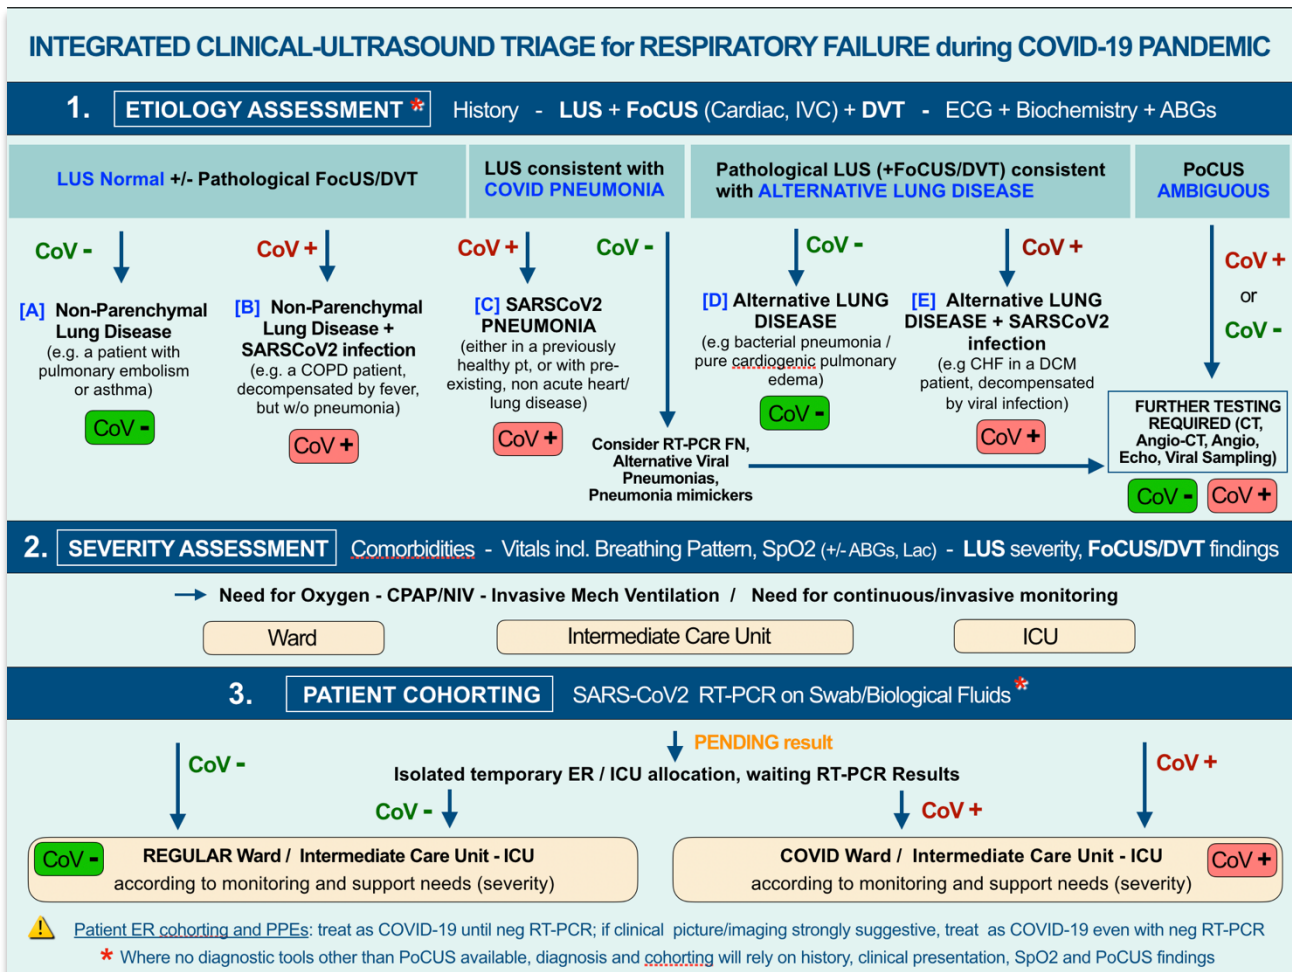 INTEGRATED CLINICAL-ULTRASOUND TRIAGE for RESPIRATORY FAILURE during COVID-19 PANDEMIC
1. ETIOLOGY ASSESSMENT * History - LUS + FoCUS (Cardiac, IVC) + DVT - ECG + Biochemistry + ABGs
LUS Normal +/- Pathological FocUS/DVT
LUS consistent with
COVID PNEUMONIA
Pathological LUS (+FoCUS/DVT) consistent
with ALTERNATIVE LUNG DISEASE
PoCUS
AMBIGUOUS
CoV -
[A] Non-Parenchymal
Lung Disease
(e.g. a patient with
pulmonary embolism
or asthma)
CoV -
CoV +
[B] Non-Parenchymal
Lung Disease +
SARSCoV2 infection
(e.g. a COPD patient,
decompensated by fever,
but w/o pneumonia)
CoV +
CoV +
[C] SARSCoV2
PNEUMONIA
(either in a previously
healthy pt, or with pre-
existing, non acute heart/
lung disease)
CoV +
CoV -
Consider RT-PCR FN,
Alternative Viral
Pneumonias,
Pneumonia mimickers
CoV -
[D] Alternative LUNG
DISEASE
(e.g bacterial pneumonia /
pure cardiogenic pulmonary
edema)
CoV -
CoV +
[E] Alternative LUNG
DISEASE + SARSCoV2
infection
(e.g CHF in a DCM
patient, decompensated
by viral infection)
CoV +
CoV +
or
CoV -
FURTHER TESTING
REQUIRED (CT,
Angio-CT, Angio,
Echo, Viral Sampling)
CoV - CoV +
2. SEVERITY ASSESSMENT Comorbidities - Vitals incl. Breathing Pattern, SpO2 (+/- ABGs, Lac) - LUS severity, FoCUS/DVT findings
Need for Oxygen - CPAP/NIV - Invasive Mech Ventilation / Need for continuous/invasive monitoring
Ward
Intermediate Care Unit
ICU
3. PATIENT COHORTING SARS-CoV2 RT-PCR on Swab/Biological Fluids *
CoV -
PENDING result
CoV +
Isolated temporary ER / ICU allocation, waiting RT-PCR Results
CoV -
CoV +
CoV - REGULAR Ward / Intermediate Care Unit - ICU
according to monitoring and support needs (severity)
COVID Ward / Intermediate Care Unit - ICU CoV +
according to monitoring and support needs (severity)
Patient ER cohorting and PPEs: treat as COVID-19 until neg RT-PCR; if clinical picture/imaging strongly suggestive, treat as COVID-19 even with neg RT-PCR
* Where no diagnostic tools other than PoCUS available, diagnosis and cohorting will rely on history, clinical presentation, SpO2 and PoCUS findings